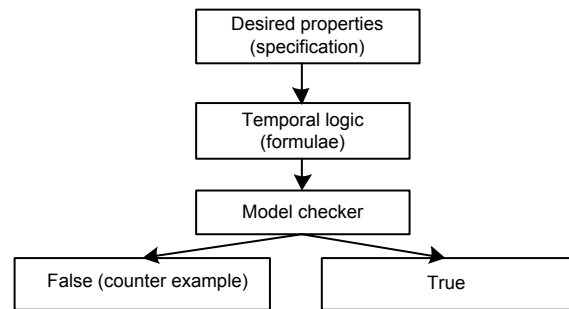 Desired properties
(specification)
Temporal logic
(formulae)
Model checker
False (counter example)
True